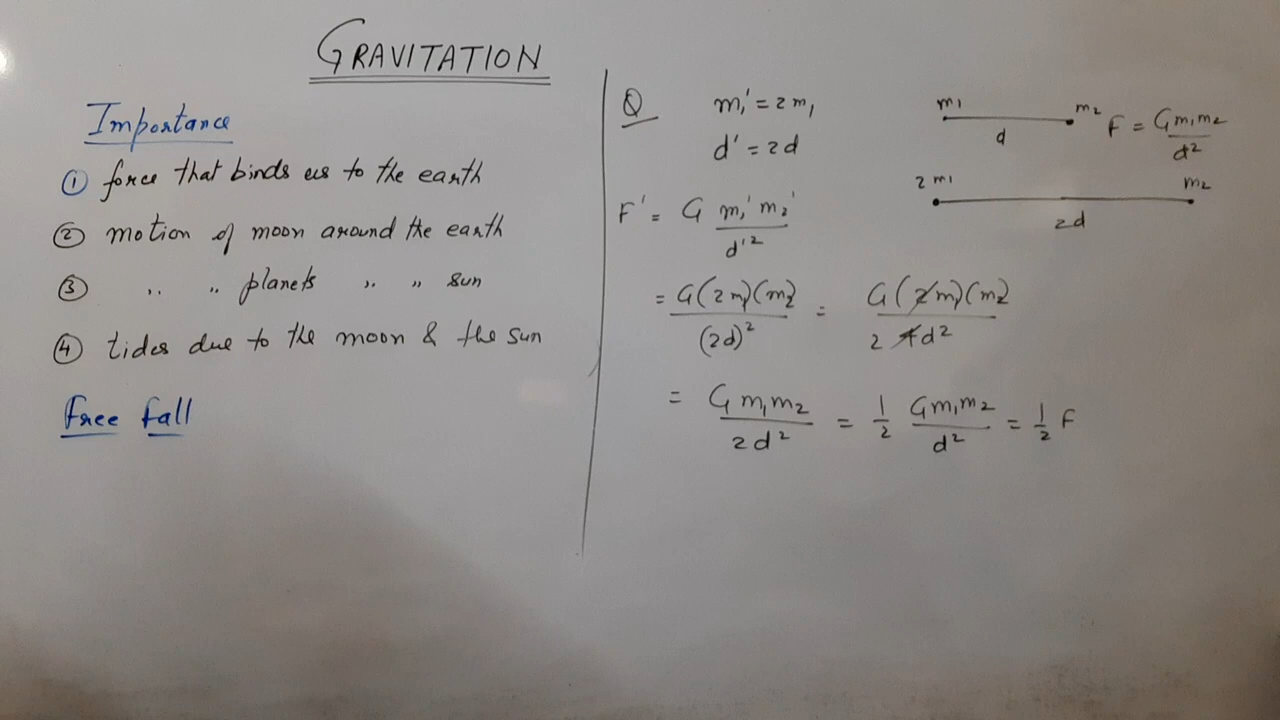 GRAVITATION
Importance
① force that binds us to the earth
② motion of moon around the earth
③ ,, ,, planets ,, ,, sun
④ tides due to the moon & the sun
Free fall
Q m₁' = 2m₁
d' = 2d
m₁ m₂
d
F = Gm₁m₂ / d²
2m₁ m₂
2d
F' = G m₁'m₂' / d'²
= G(2m₁)(m₂) / (2d)² = G(2m₁)(m₂) / 2 4d²
= Gm₁m₂ / 2d² = 1/2 Gm₁m₂ / d² = 1/2 F